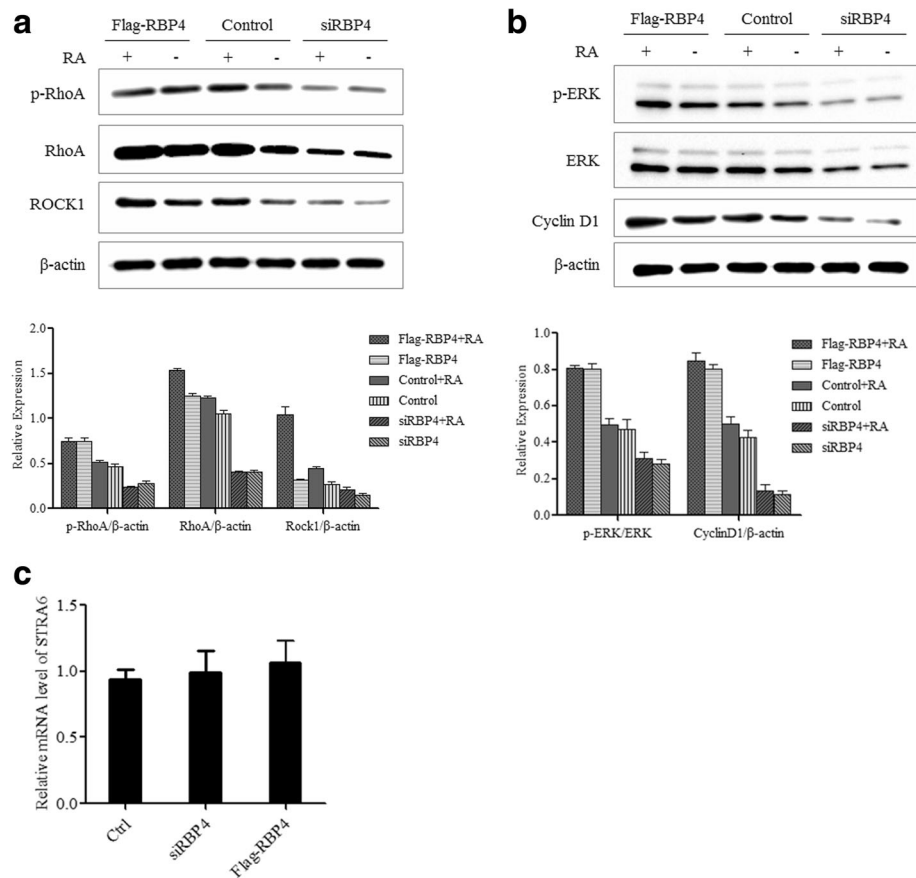 a
Flag-RBP4 Control siRBP4
RA + - + - + -
p-RhoA
RhoA
ROCK1
β-actin
Relative Expression
2.0
1.5
1.0
0.5
0.0
p-RhoA/β-actin RhoA/β-actin Rock1/β-actin
Flag-RBP4+RA
Flag-RBP4
Control+RA
Control
siRBP4+RA
siRBP4
b
Flag-RBP4 Control siRBP4
RA + - + - + -
p-ERK
ERK
Cyclin D1
β-actin
Relative Expression
0.8
0.6
0.4
0.2
0.0
p-ERK/ERK CyclinD1/β-actin
Flag-RBP4+RA
Flag-RBP4
Control+RA
Control
siRBP4+RA
siRBP4
c
Relative mRNA level of STRA6
1.5
1.0
0.5
0.0
Ctrl siRBP4 Flag-RBP4